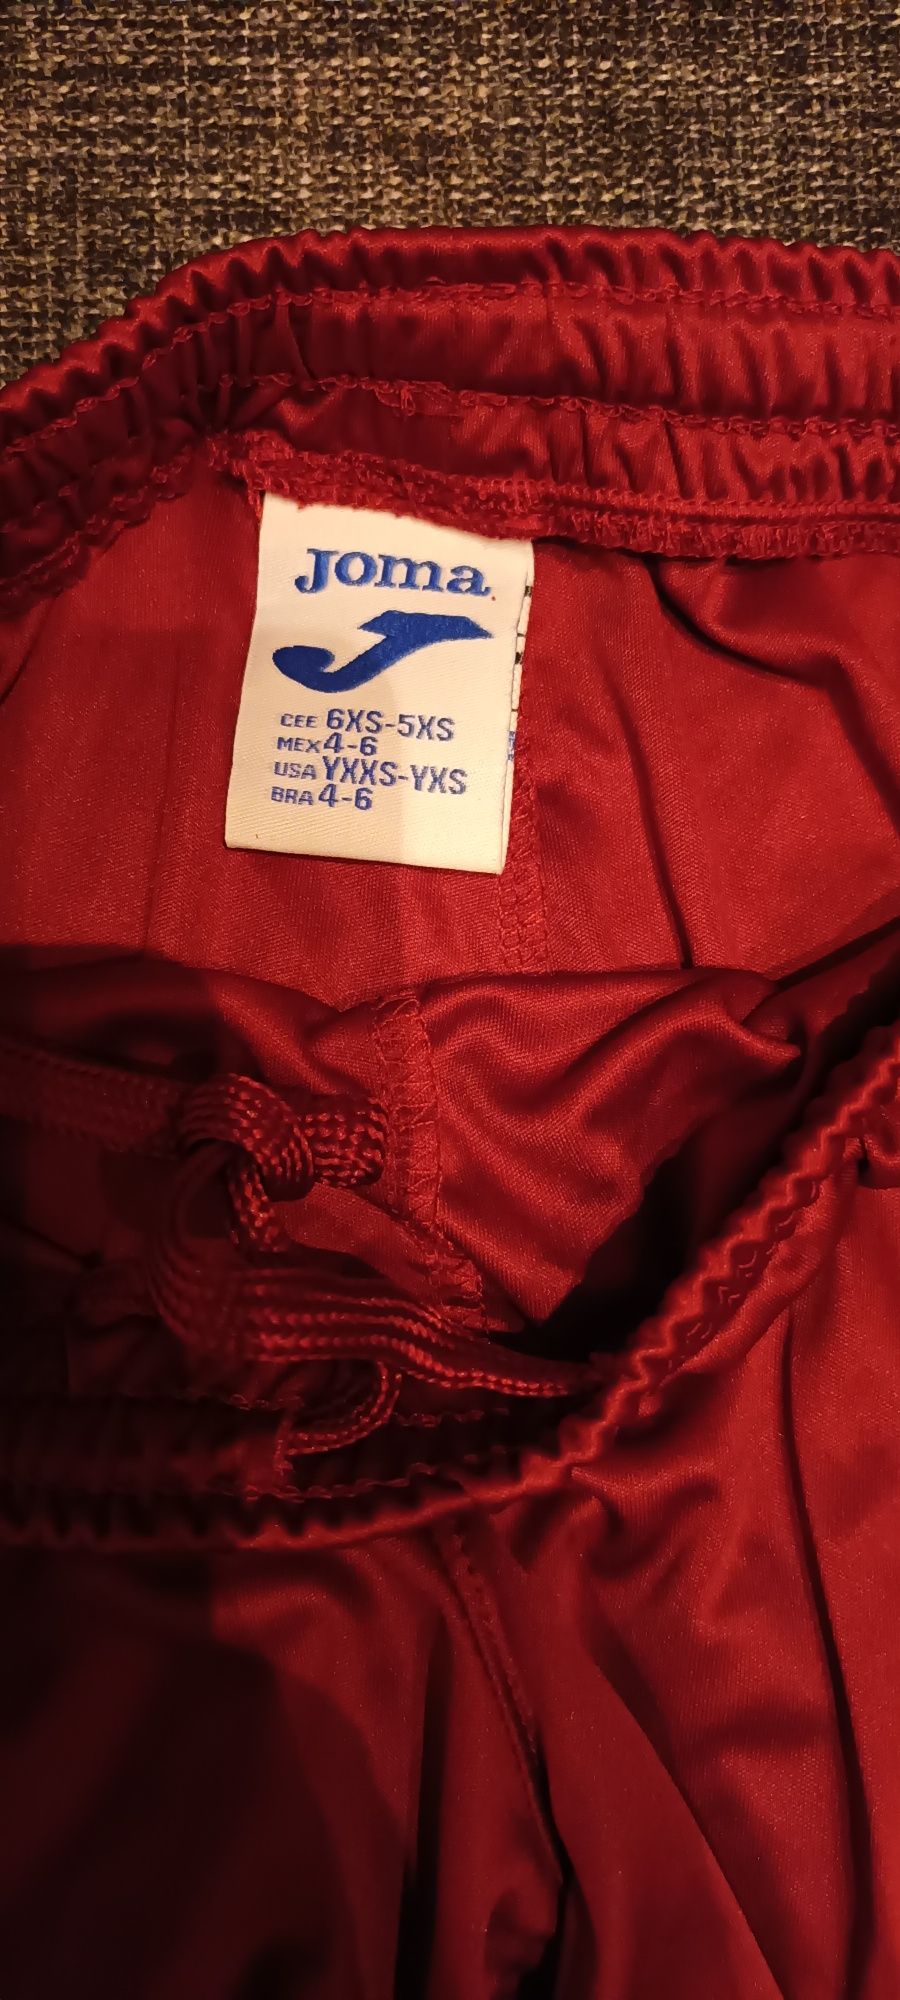 Joma
CEE 6XS-5XS
MEX 4-6
USA YXXS-YXS
BRA 4-6